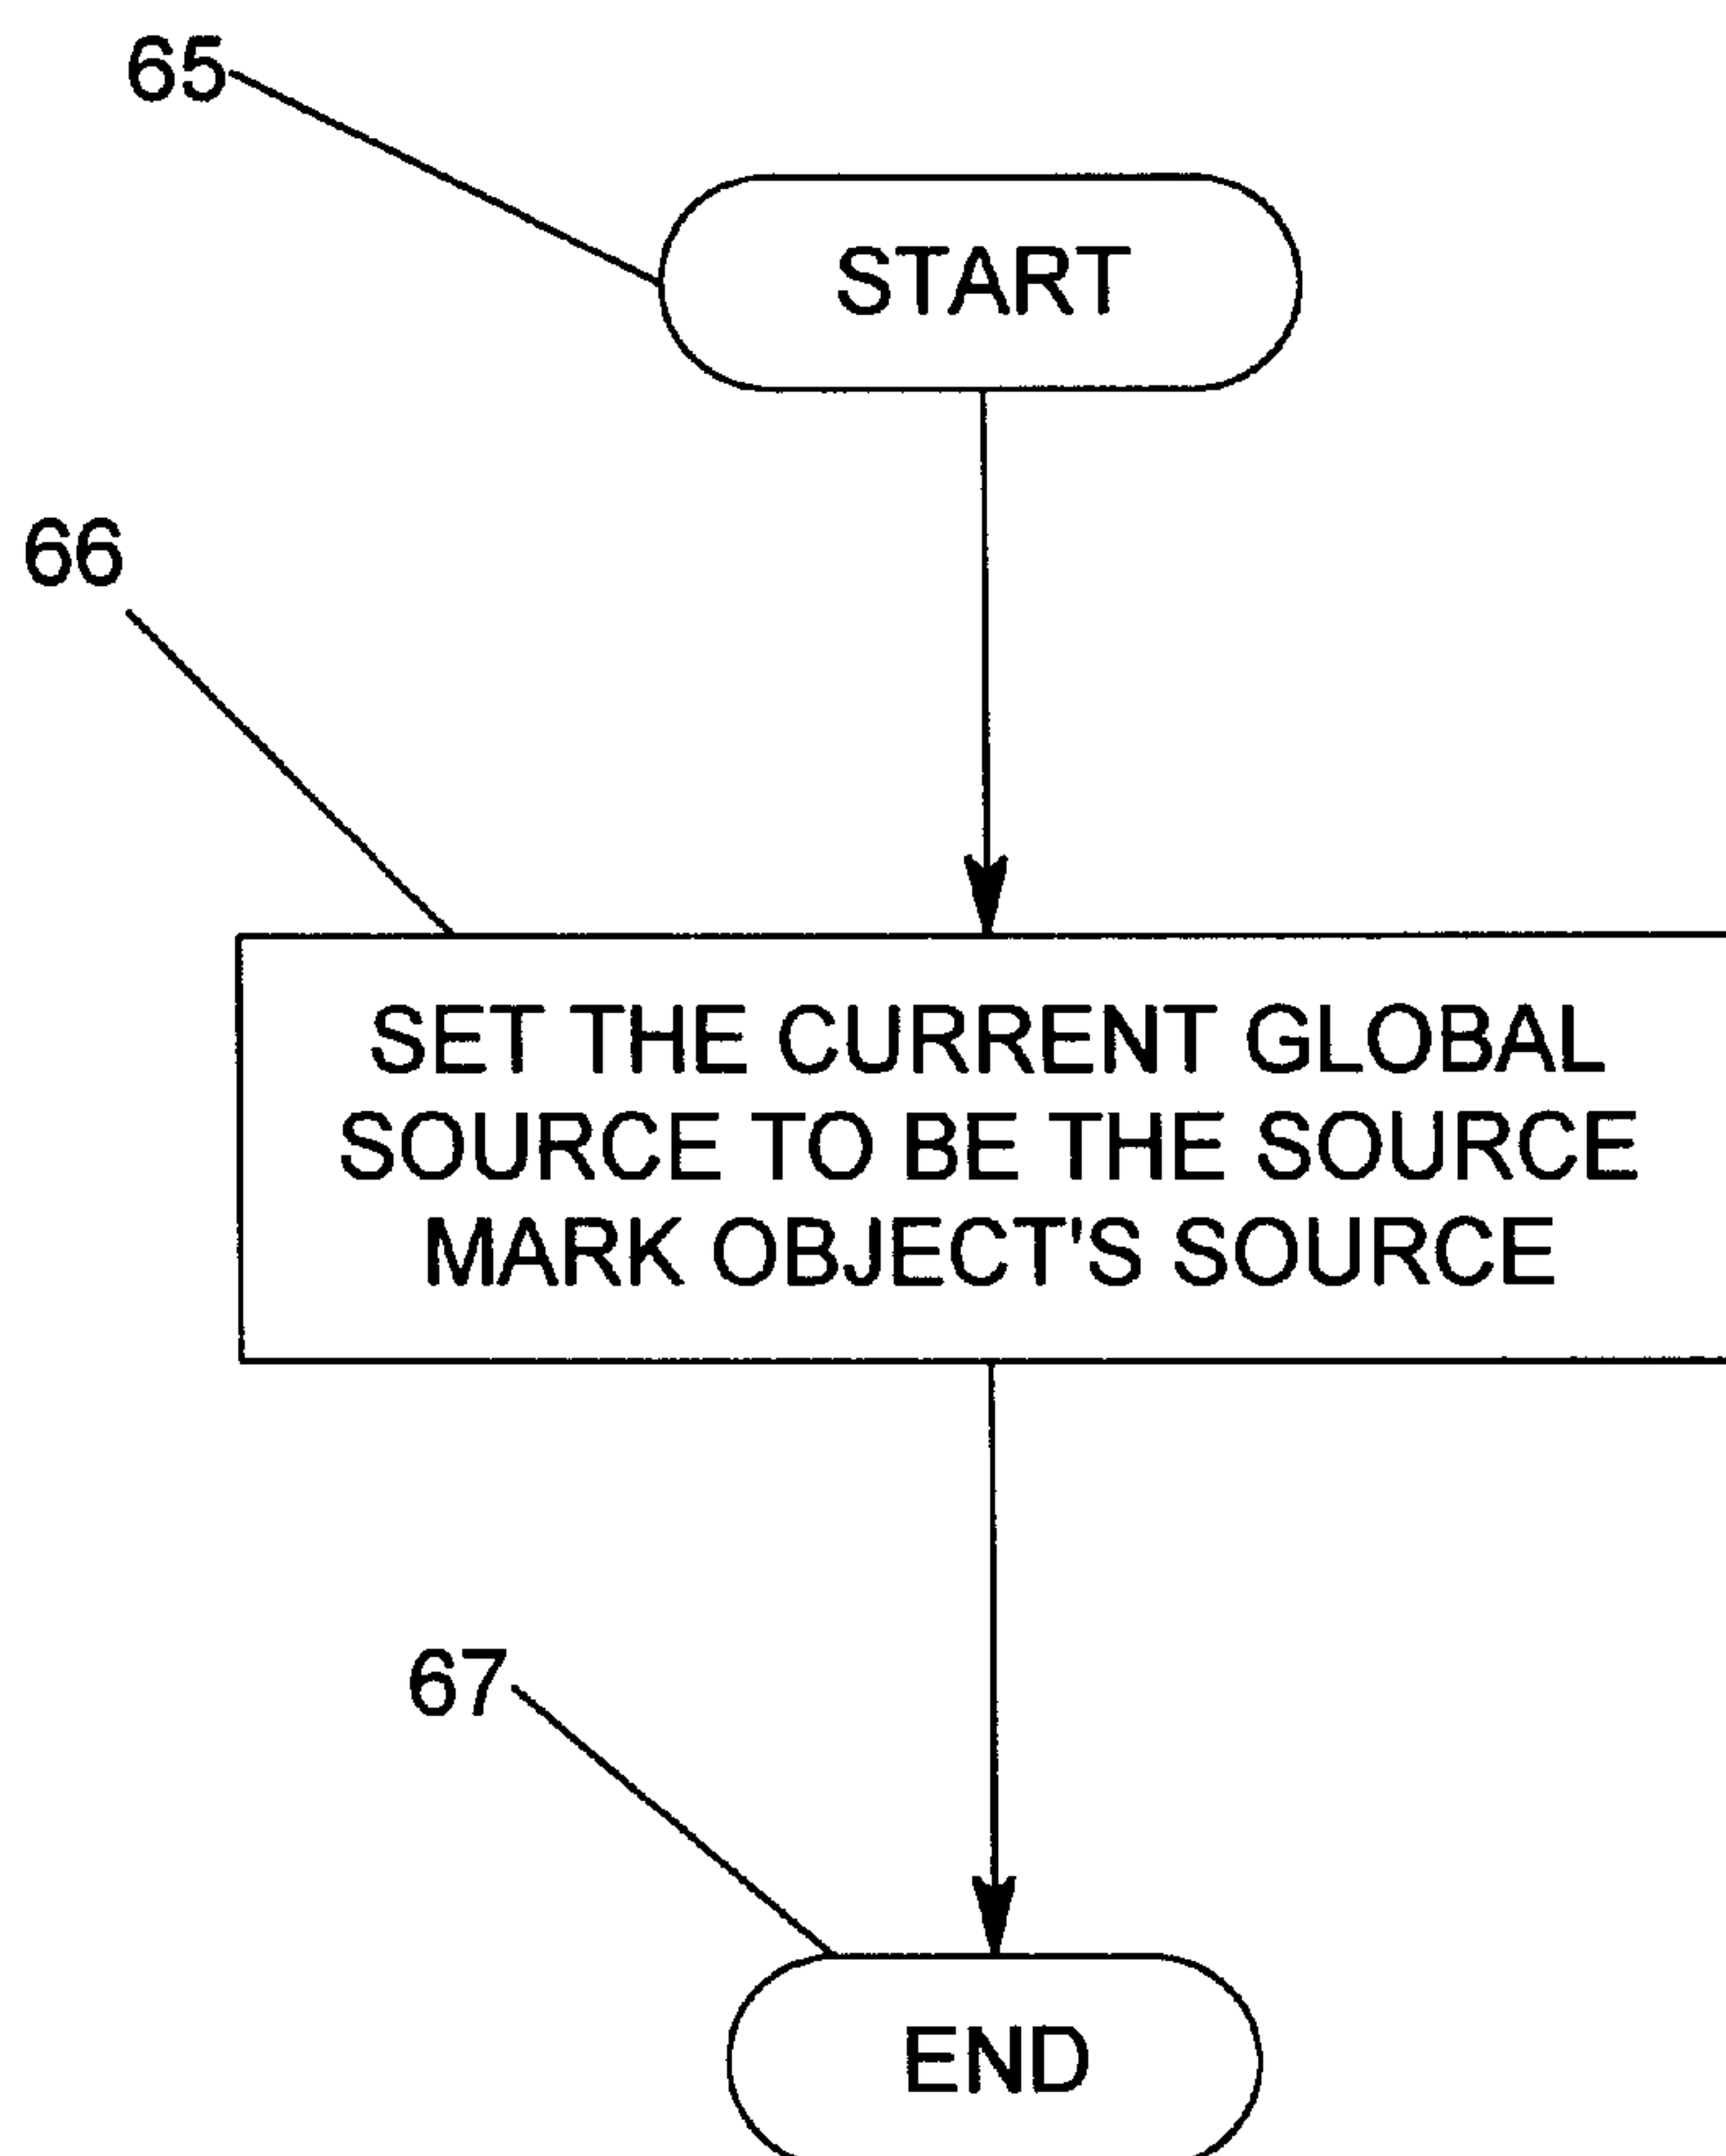 65
START
66
SET THE CURRENT GLOBAL
SOURCE TO BE THE SOURCE
MARK OBJECT'S SOURCE
67
END